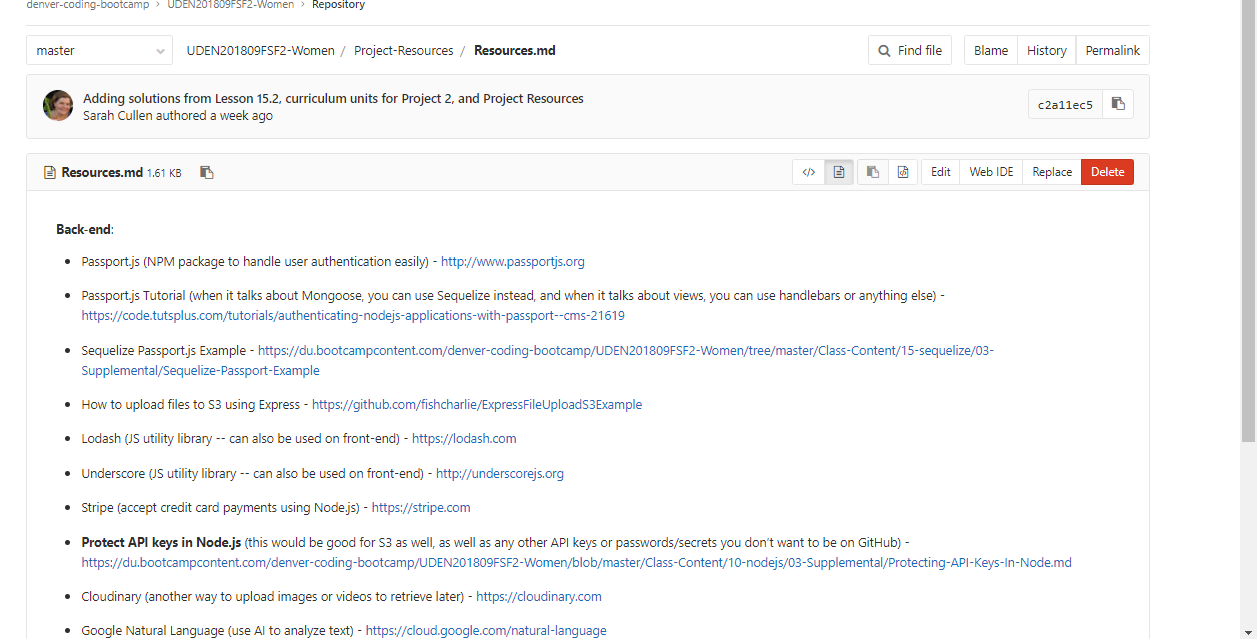 denver-coding-bootcamp › UDEN201809FSF2-Women › Repository
master UDEN201809FSF2-Women / Project-Resources / Resources.md Find file Blame History Permalink
Adding solutions from Lesson 15.2, curriculum units for Project 2, and Project Resources
Sarah Cullen authored a week ago
c2a11ec5
Resources.md 1.61 KB </> Edit Web IDE Replace Delete
Back-end:
• Passport.js (NPM package to handle user authentication easily) - http://www.passportjs.org
• Passport.js Tutorial (when it talks about Mongoose, you can use Sequelize instead, and when it talks about views, you can use handlebars or anything else) -
https://code.tutsplus.com/tutorials/authenticating-nodejs-applications-with-passport--cms-21619
• Sequelize Passport.js Example - https://du.bootcampcontent.com/denver-coding-bootcamp/UDEN201809FSF2-Women/tree/master/Class-Content/15-sequelize/03-
Supplemental/Sequelize-Passport-Example
• How to upload files to S3 using Express - https://github.com/fishcharlie/ExpressFileUploadS3Example
• Lodash (JS utility library -- can also be used on front-end) - https://lodash.com
• Underscore (JS utility library -- can also be used on front-end) - http://underscorejs.org
• Stripe (accept credit card payments using Node.js) - https://stripe.com
• Protect API keys in Node.js (this would be good for S3 as well, as well as any other API keys or passwords/secrets you don't want to be on GitHub) -
https://du.bootcampcontent.com/denver-coding-bootcamp/UDEN201809FSF2-Women/blob/master/Class-Content/10-nodejs/03-Supplemental/Protecting-API-Keys-In-Node.md
• Cloudinary (another way to upload images or videos to retrieve later) - https://cloudinary.com
• Google Natural Language (use AI to analyze text) - https://cloud.google.com/natural-language